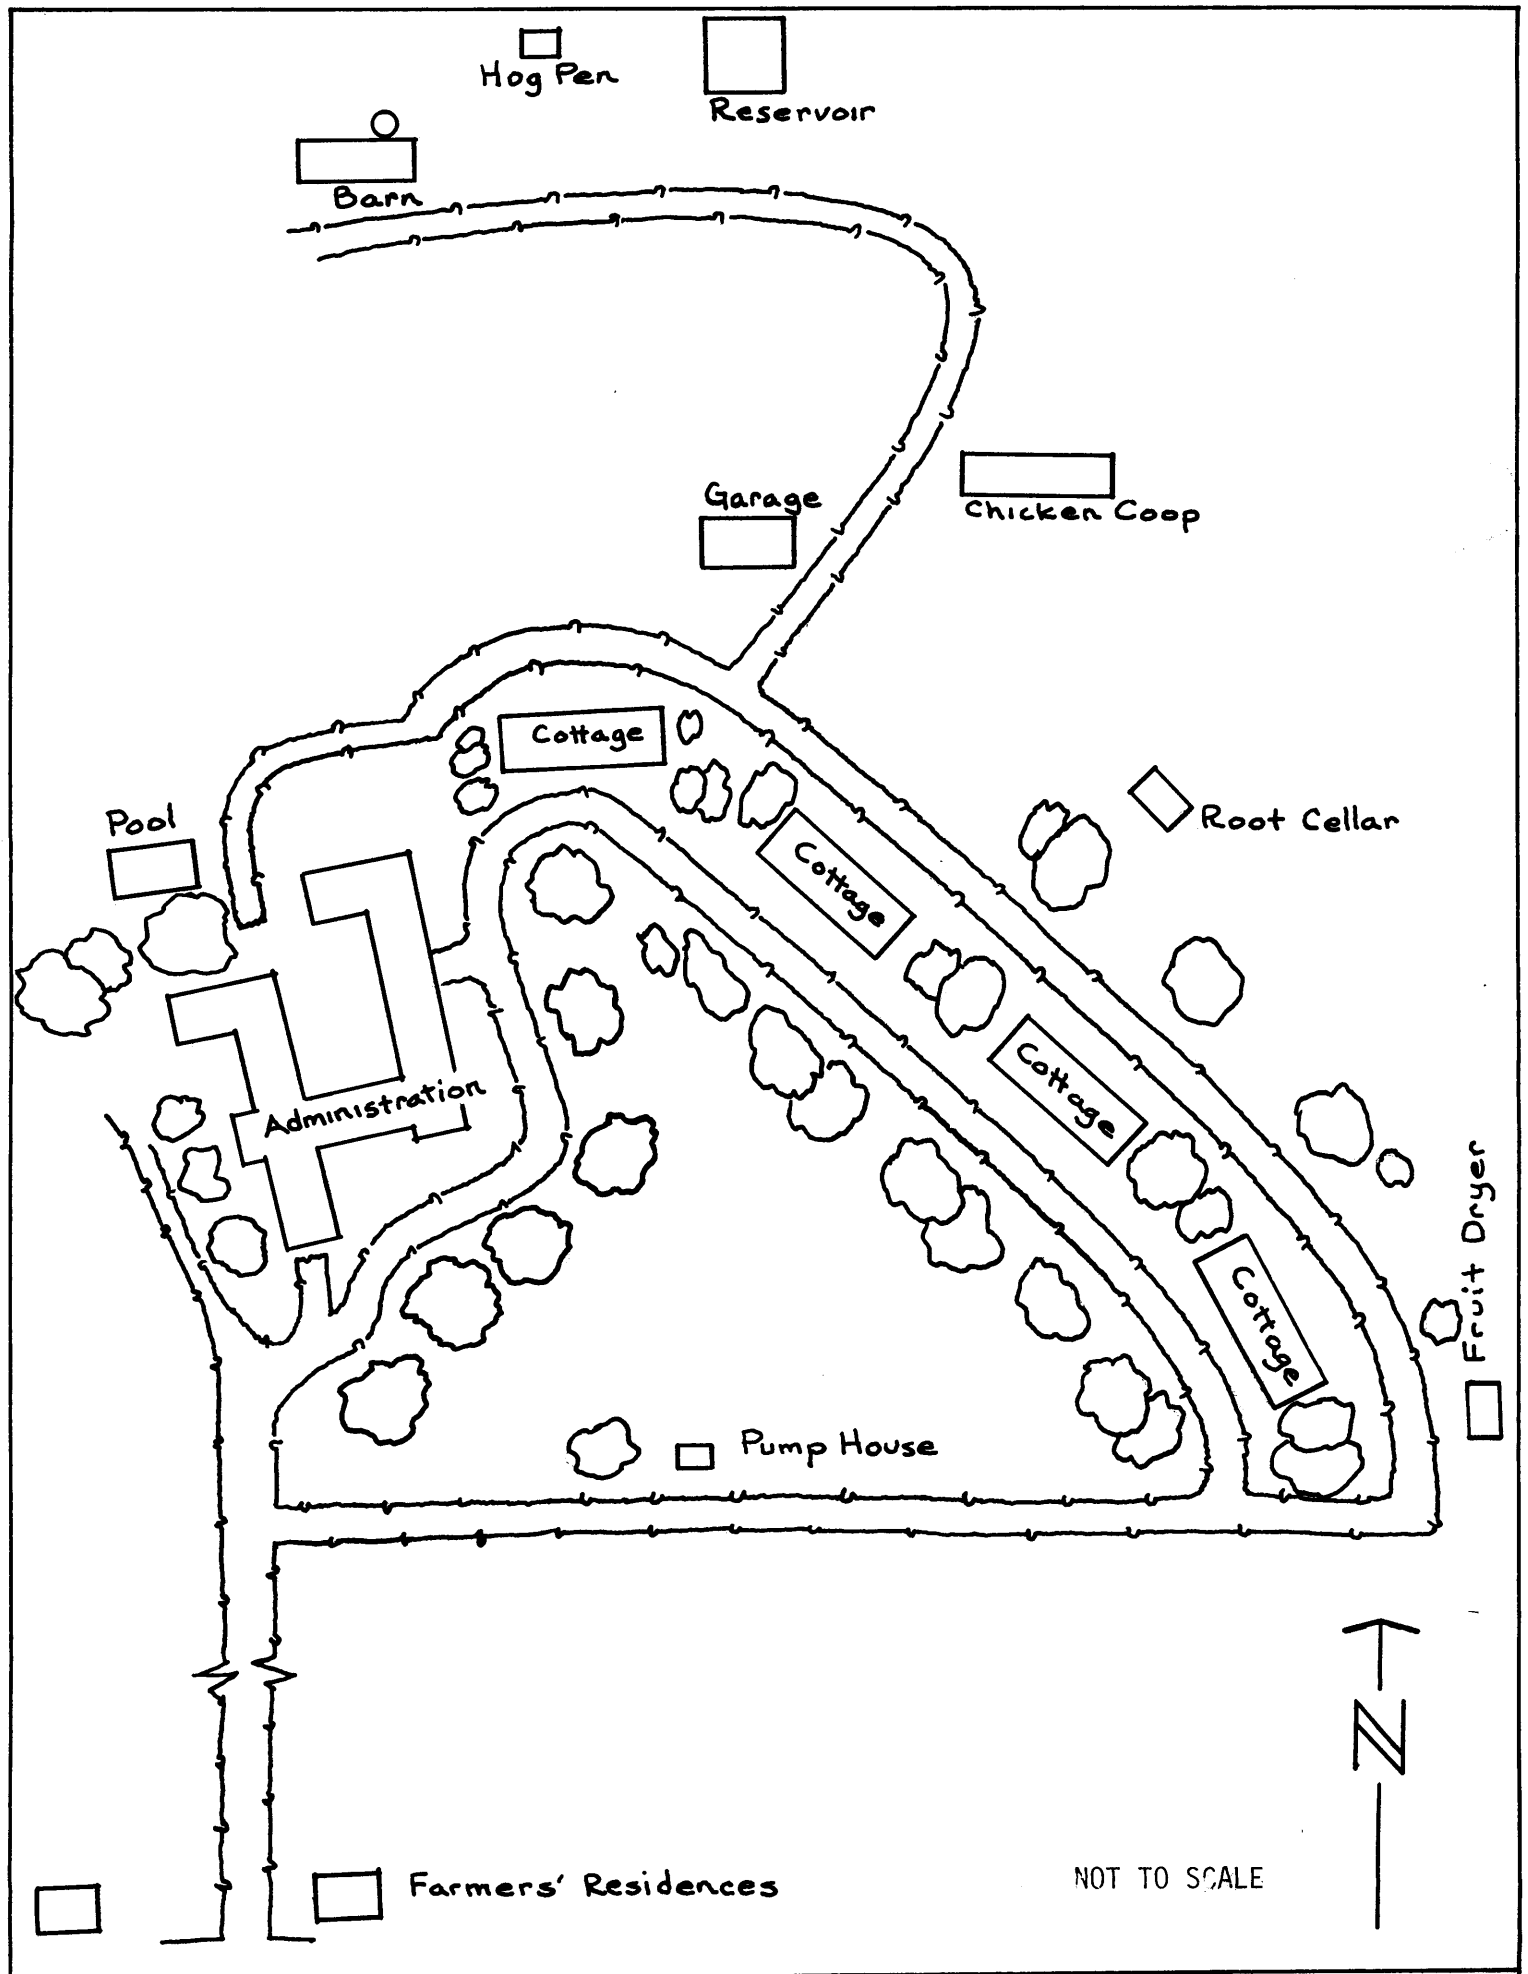 Hog Pen
Reservoir
Barn
Garage
Chicken Coop
Cottage
Pool
Root Cellar
Cottage
Cottage
Administration
Fruit Dryer
Cottage
Pump House
N
Farmers' Residences
NOT TO SCALE